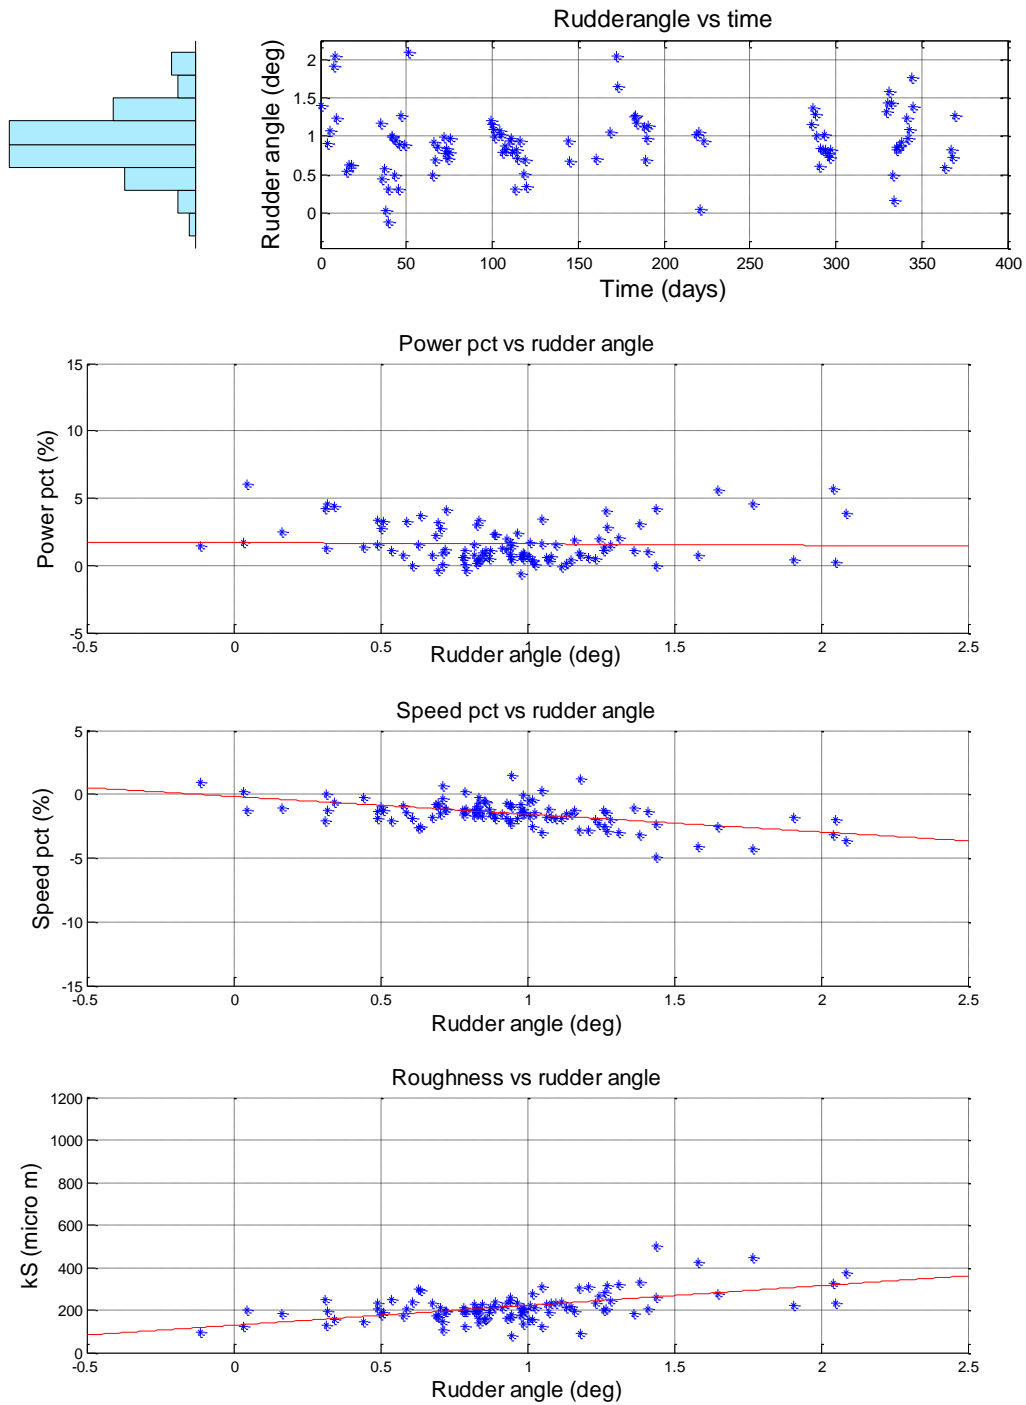 Rudderangle vs time
Rudder angle (deg)
2
1.5
1
0.5
0
0 50 100 150 200 250 300 350 400
Time (days)
Power pct vs rudder angle
Power pct (%)
15
10
5
0
-5
-0.5 0 0.5 1 1.5 2 2.5
Rudder angle (deg)
Speed pct vs rudder angle
Speed pct (%)
5
0
-5
-10
-15
-0.5 0 0.5 1 1.5 2 2.5
Rudder angle (deg)
Roughness vs rudder angle
kS (micro m)
1200
1000
800
600
400
200
0
-0.5 0 0.5 1 1.5 2 2.5
Rudder angle (deg)